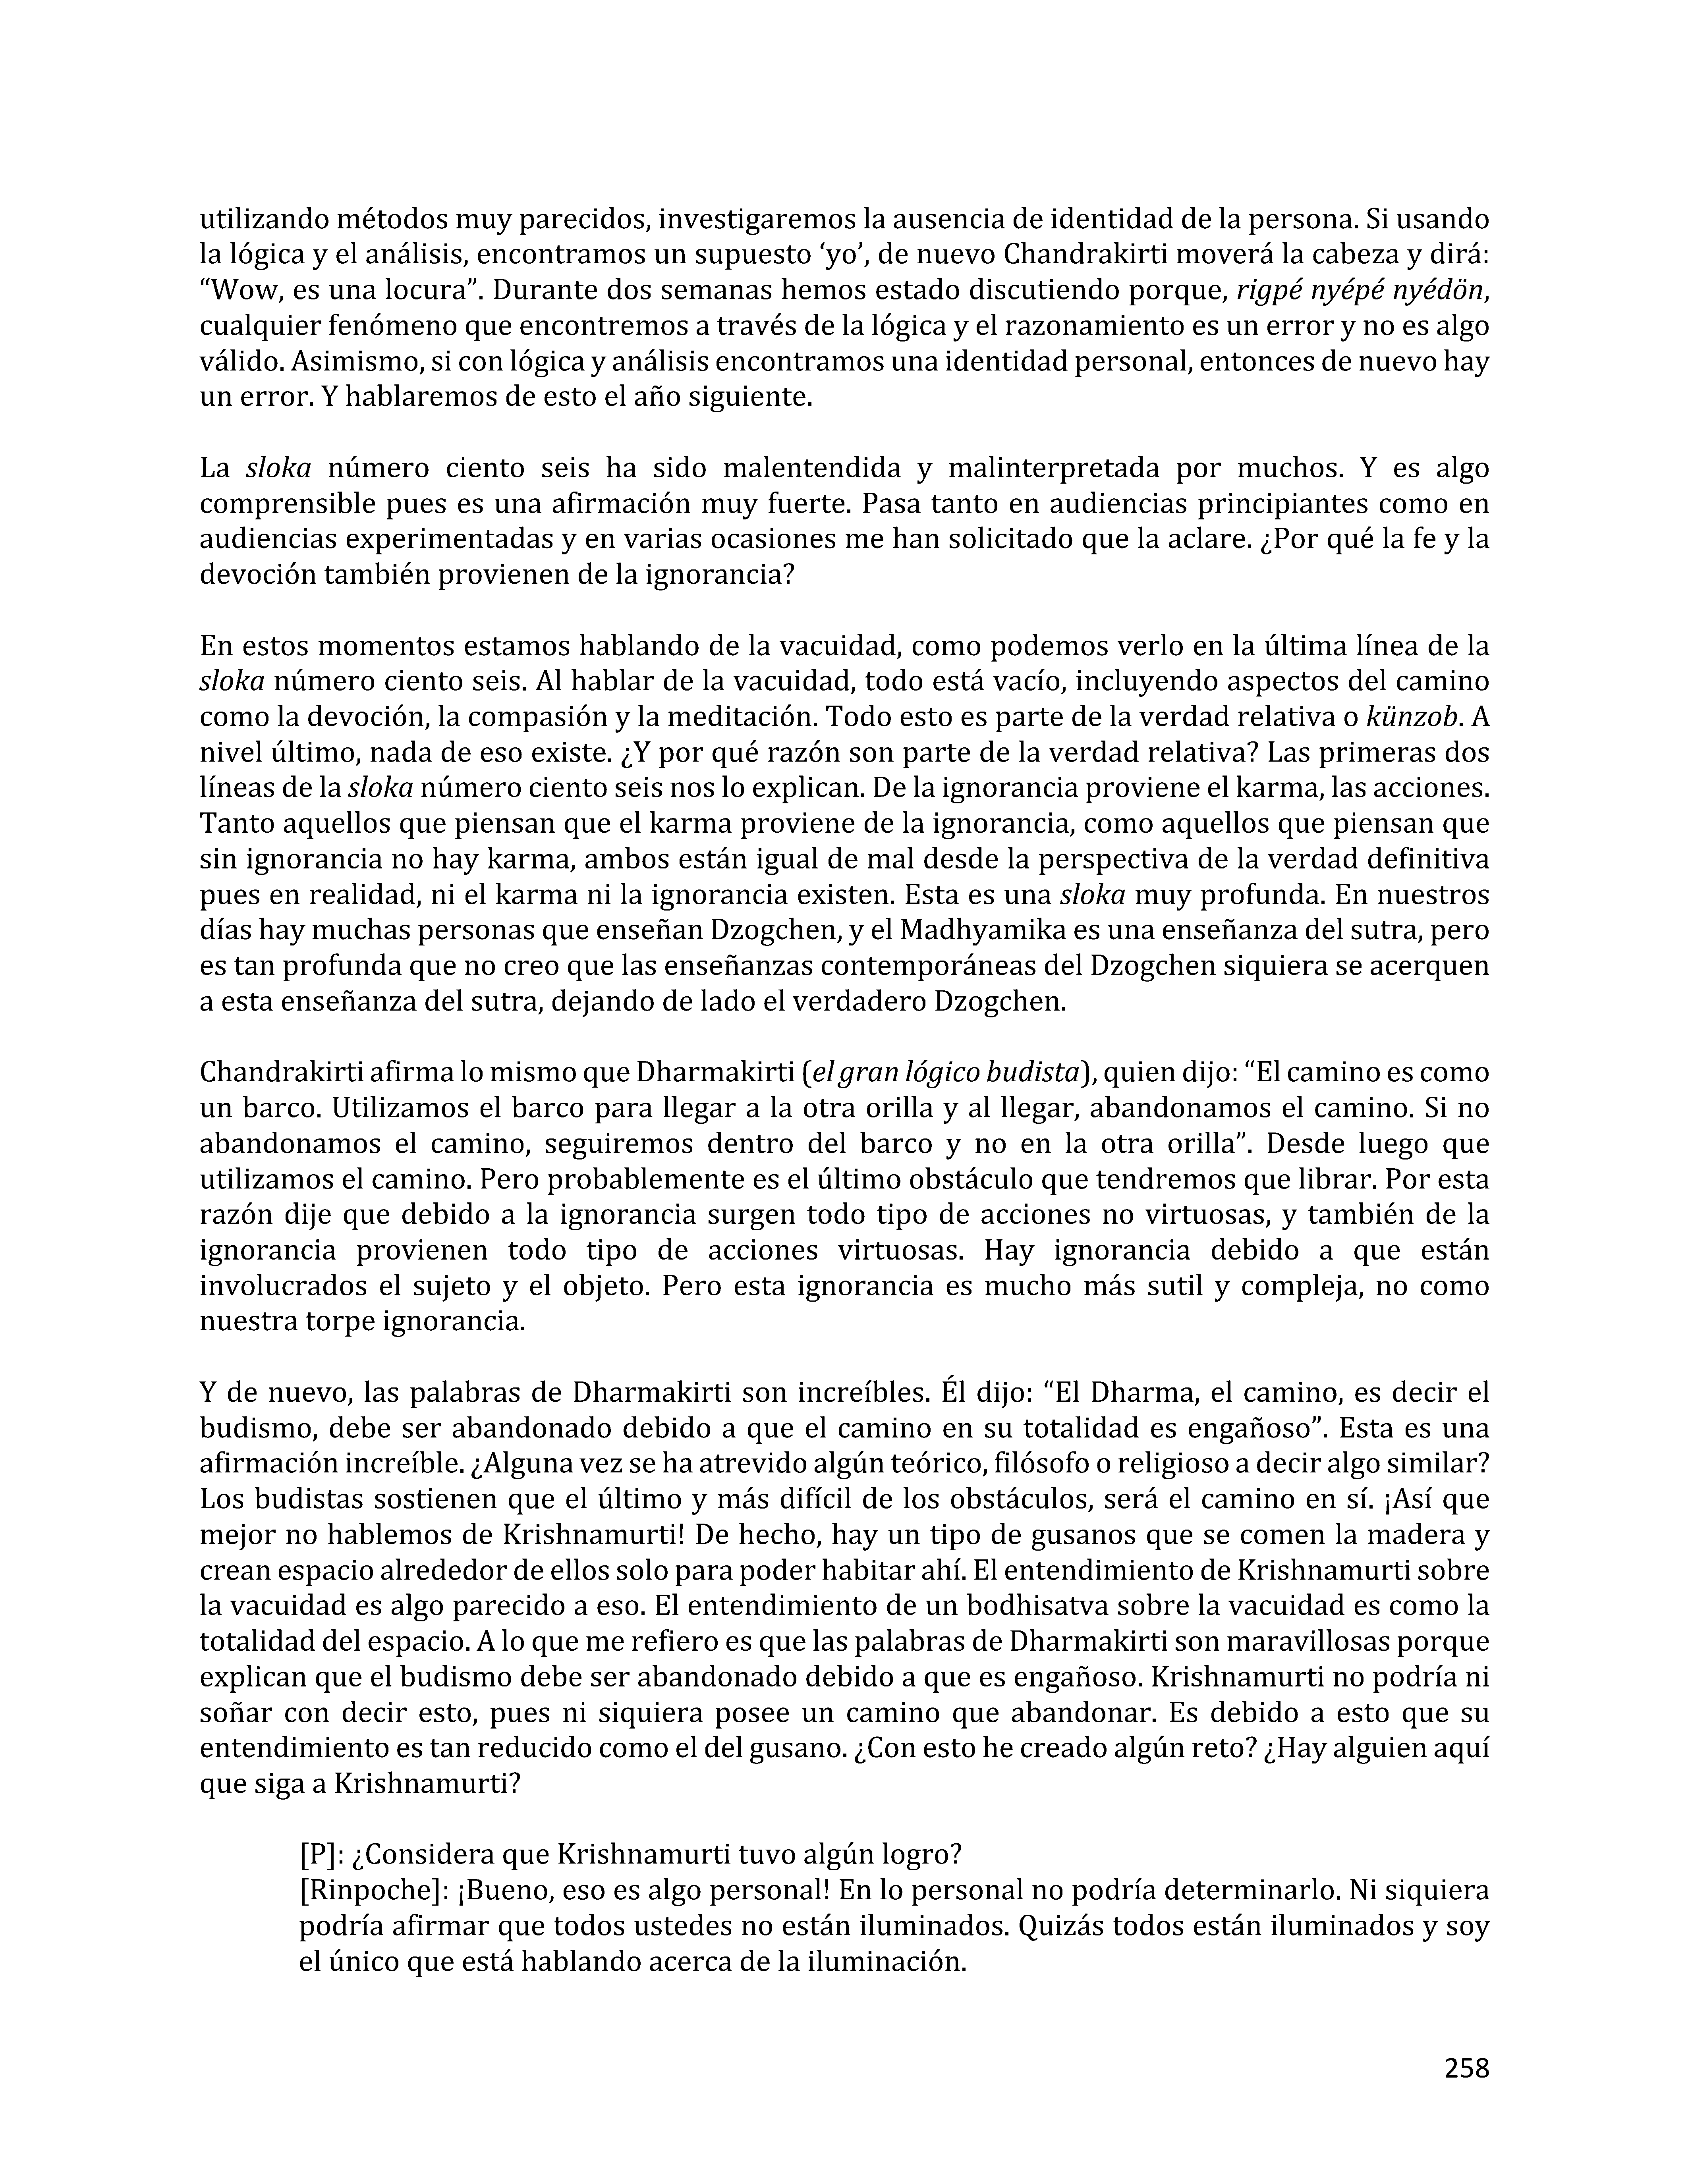 utilizando métodos muy parecidos, investigaremos la ausencia de identidad de la persona. Si usando
la lógica y el análisis, encontramos un supuesto ‘yo’, de nuevo Chandrakirti moverá la cabeza y dirá:
“Wow, es una locura”. Durante dos semanas hemos estado discutiendo porque, rigpé nyépé nyédön,
cualquier fenómeno que encontremos a través de la lógica y el razonamiento es un error y no es algo
válido. Asimismo, si con lógica y análisis encontramos una identidad personal, entonces de nuevo hay
un error. Y hablaremos de esto el año siguiente.

La sloka número ciento seis ha sido malentendida y malinterpretada por muchos. Y es algo
comprensible pues es una afirmación muy fuerte. Pasa tanto en audiencias principiantes como en
audiencias experimentadas y en varias ocasiones me han solicitado que la aclare. ¿Por qué la fe y la
devoción también provienen de la ignorancia?

En estos momentos estamos hablando de la vacuidad, como podemos verlo en la última línea de la
sloka número ciento seis. Al hablar de la vacuidad, todo está vacío, incluyendo aspectos del camino
como la devoción, la compasión y la meditación. Todo esto es parte de la verdad relativa o künzob. A
nivel último, nada de eso existe. ¿Y por qué razón son parte de la verdad relativa? Las primeras dos
líneas de la sloka número ciento seis nos lo explican. De la ignorancia proviene el karma, las acciones.
Tanto aquellos que piensan que el karma proviene de la ignorancia, como aquellos que piensan que
sin ignorancia no hay karma, ambos están igual de mal desde la perspectiva de la verdad definitiva
pues en realidad, ni el karma ni la ignorancia existen. Esta es una sloka muy profunda. En nuestros
días hay muchas personas que enseñan Dzogchen, y el Madhyamika es una enseñanza del sutra, pero
es tan profunda que no creo que las enseñanzas contemporáneas del Dzogchen siquiera se acerquen
a esta enseñanza del sutra, dejando de lado el verdadero Dzogchen.

Chandrakirti afirma lo mismo que Dharmakirti (el gran lógico budista), quien dijo: “El camino es como
un barco. Utilizamos el barco para llegar a la otra orilla y al llegar, abandonamos el camino. Si no
abandonamos el camino, seguiremos dentro del barco y no en la otra orilla”. Desde luego que
utilizamos el camino. Pero probablemente es el último obstáculo que tendremos que librar. Por esta
razón dije que debido a la ignorancia surgen todo tipo de acciones no virtuosas, y también de la
ignorancia provienen todo tipo de acciones virtuosas. Hay ignorancia debido a que están
involucrados el sujeto y el objeto. Pero esta ignorancia es mucho más sutil y compleja, no como
nuestra torpe ignorancia.

Y de nuevo, las palabras de Dharmakirti son increíbles. Él dijo: “El Dharma, el camino, es decir el
budismo, debe ser abandonado debido a que el camino en su totalidad es engañoso”. Esta es una
afirmación increíble. ¿Alguna vez se ha atrevido algún teórico, filósofo o religioso a decir algo similar?
Los budistas sostienen que el último y más difícil de los obstáculos, será el camino en sí. ¡Así que
mejor no hablemos de Krishnamurti! De hecho, hay un tipo de gusanos que se comen la madera y
crean espacio alrededor de ellos solo para poder habitar ahí. El entendimiento de Krishnamurti sobre
la vacuidad es algo parecido a eso. El entendimiento de un bodhisatva sobre la vacuidad es como la
totalidad del espacio. A lo que me refiero es que las palabras de Dharmakirti son maravillosas porque
explican que el budismo debe ser abandonado debido a que es engañoso. Krishnamurti no podría ni
soñar con decir esto, pues ni siquiera posee un camino que abandonar. Es debido a esto que su
entendimiento es tan reducido como el del gusano. ¿Con esto he creado algún reto? ¿Hay alguien aquí
que siga a Krishnamurti?

[P]: ¿Considera que Krishnamurti tuvo algún logro?
[Rinpoche]: ¡Bueno, eso es algo personal! En lo personal no podría determinarlo. Ni siquiera
podría afirmar que todos ustedes no están iluminados. Quizás todos están iluminados y soy
el único que está hablando acerca de la iluminación.

258